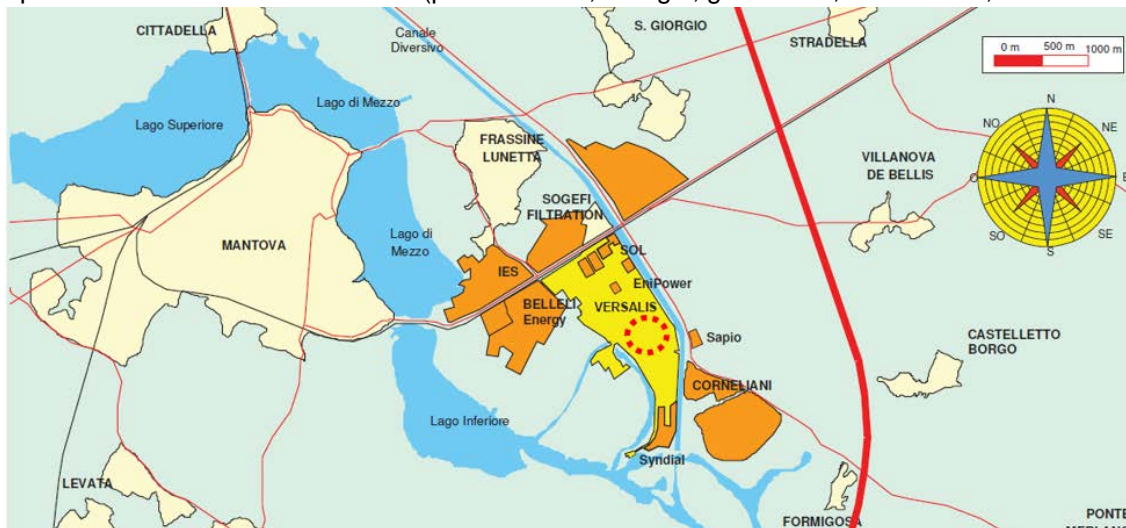 CITTADELLA
Canale
Diversivo
S. GIORGIO
STRADELLA
0 m 500 m 1000 m
Lago di Mezzo
Lago Superiore
N
NO
NE
O
E
SO
SE
S
FRASSINE
LUNETTA
VILLANOVA
DE BELLIS
SOGEFI
FILTRATION
MANTOVA
Lago di
Mezzo
SOL
IES
EniPower
BELLELI
Energy
VERSALIS
Sapio
CASTELLETTO
BORGO
CORNELIANI
Lago Inferiore
Syndial
LEVATA
FORMIGOSA
PONTE